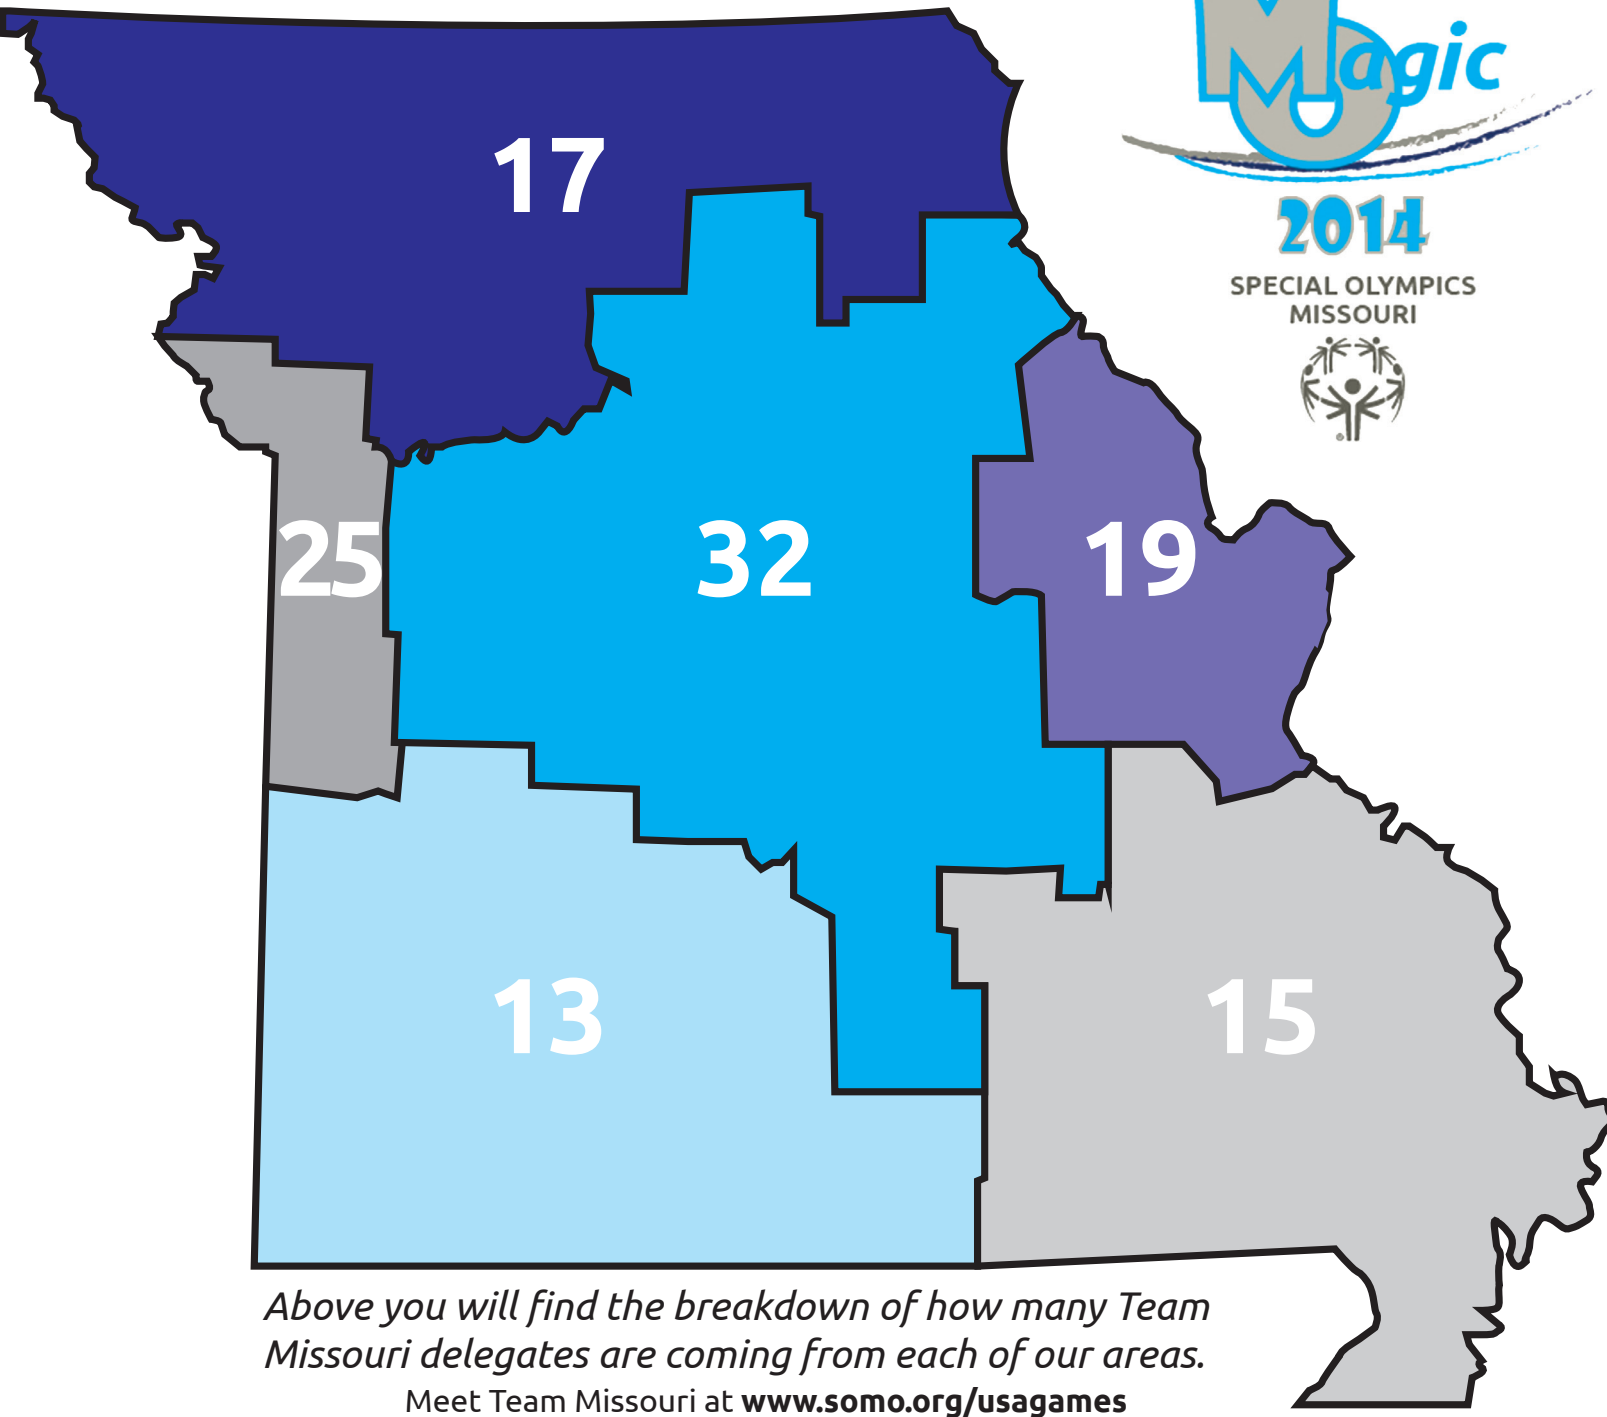 MO Magic
2014
SPECIAL OLYMPICS
MISSOURI
®
17
25
32
19
13
15
Above you will find the breakdown of how many Team
Missouri delegates are coming from each of our areas.
Meet Team Missouri at www.somo.org/usagames